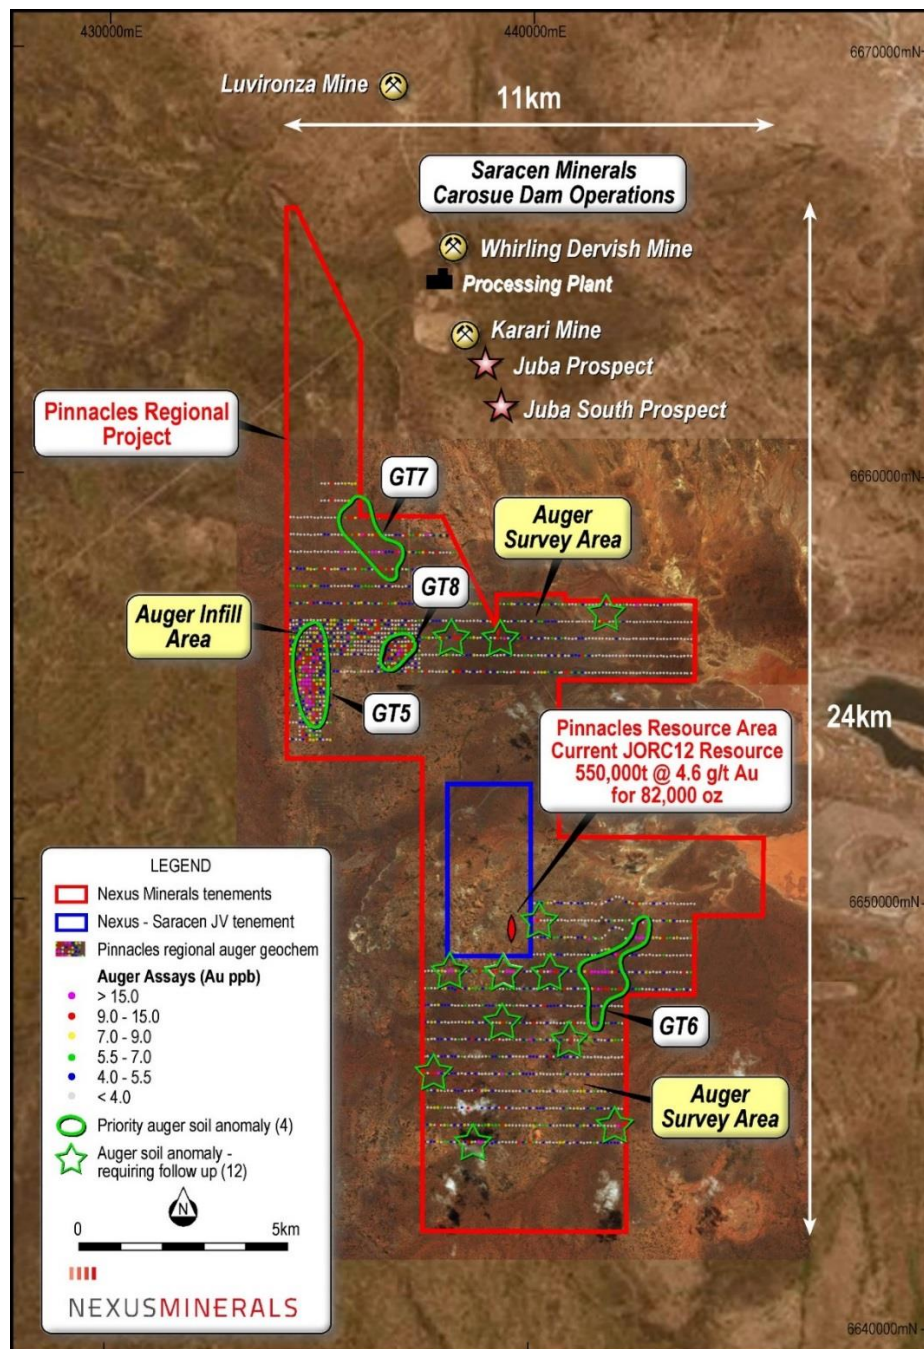 430000mE
440000mE
6670000mN
Luvironza Mine
11km
Saracen Minerals
Carosue Dam Operations
Whirling Dervish Mine
Processing Plant
Karari Mine
Juba Prospect
Juba South Prospect
Pinnacles Regional
Project
6660000mN
GT7
Auger
Survey Area
GT8
Auger Infill
Area
GT5
24km
Pinnacles Resource Area
Current JORC12 Resource
550,000t @ 4.6 g/t Au
for 82,000 oz
6650000mN
GT6
Auger
Survey Area
LEGEND
Nexus Minerals tenements
Nexus - Saracen JV tenement
Pinnacles regional auger geochem
Auger Assays (Au ppb)
> 15.0
9.0 - 15.0
7.0 - 9.0
5.5 - 7.0
4.0 - 5.5
< 4.0
Priority auger soil anomaly (4)
Auger soil anomaly -
requiring follow up (12)
N
0 5km
NEXUSMINERALS
6640000mN